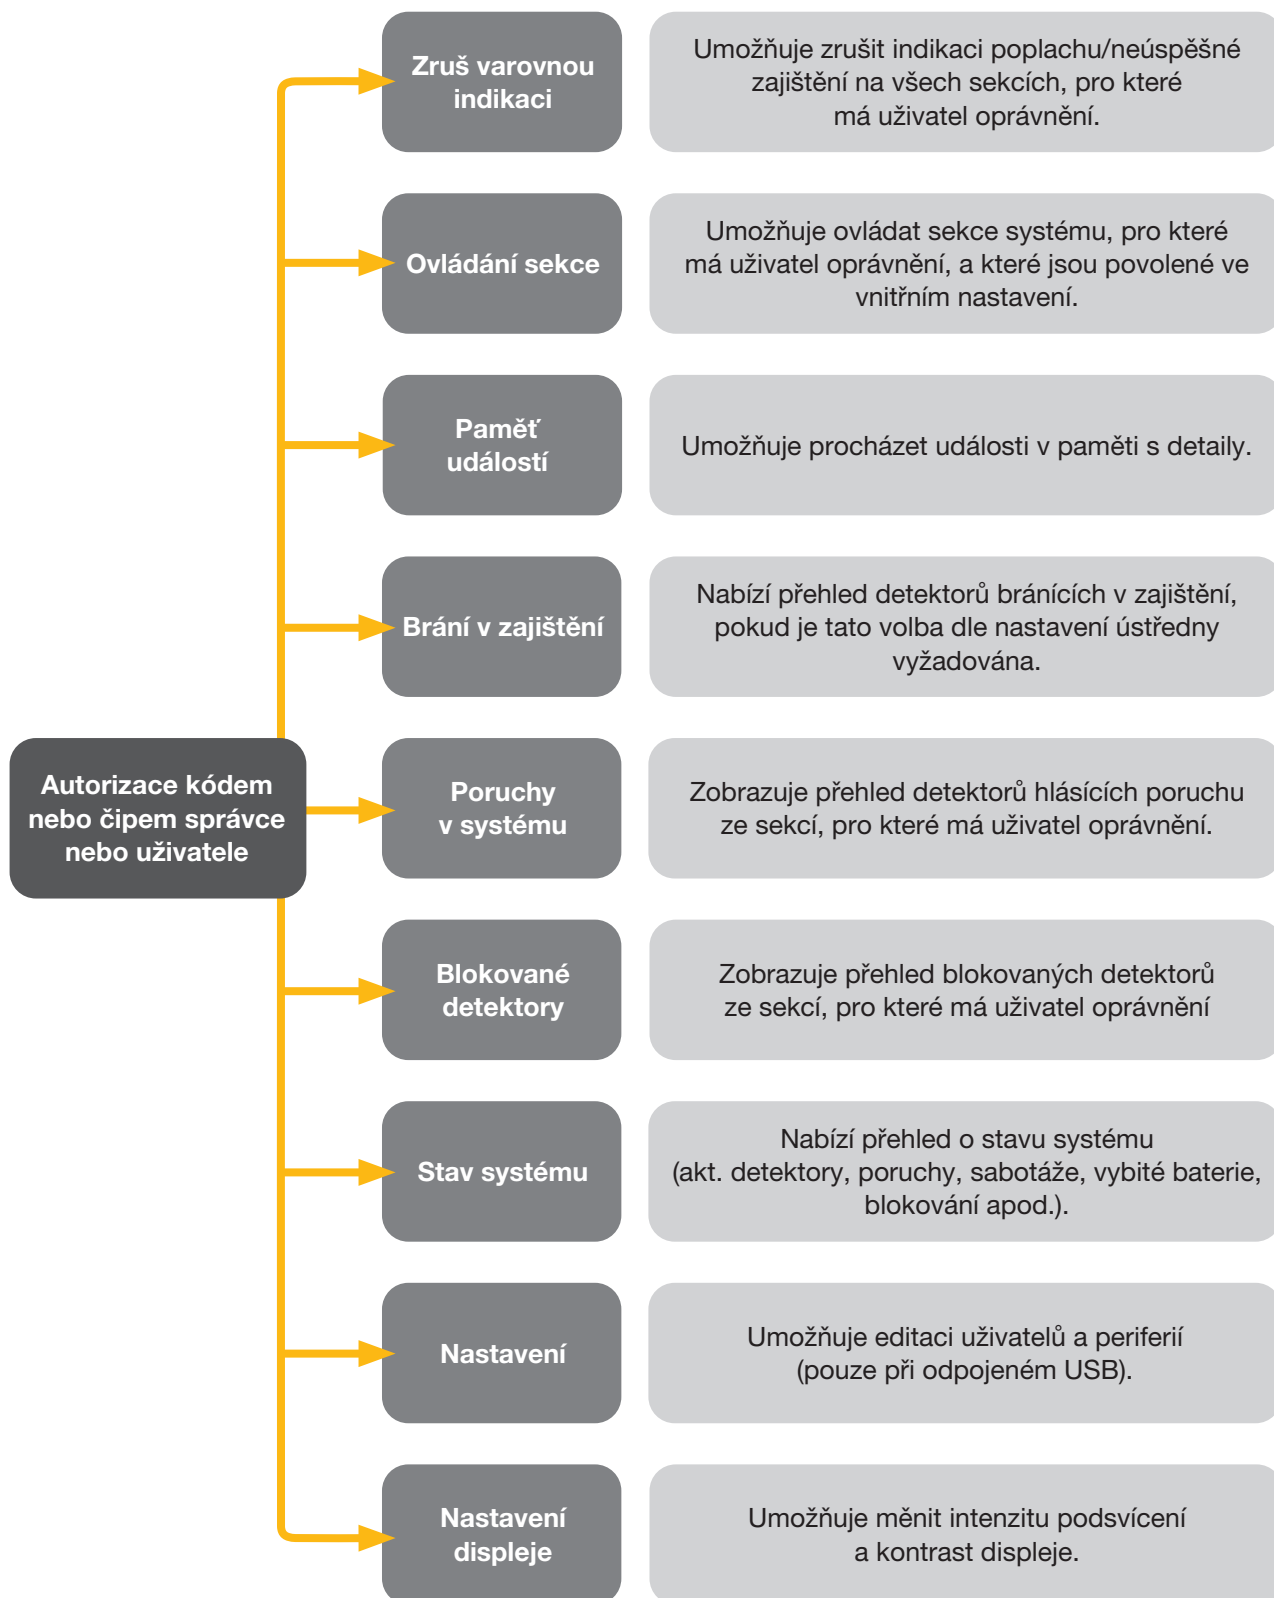 Zruš varovnou
indikaci
Umožňuje zrušit indikaci poplachu/neúspěšné
zajištění na všech sekcích, pro které
má uživatel oprávnění.
Ovládání sekce
Umožňuje ovládat sekce systému, pro které
má uživatel oprávnění, a které jsou povolené ve
vnitřním nastavení.
Paměť
událostí
Umožňuje procházet události v paměti s detaily.
Brání v zajištění
Nabízí přehled detektorů bránících v zajištění,
pokud je tato volba dle nastavení ústředny
vyžadována.
Autorizace kódem
nebo čipem správce
nebo uživatele
Poruchy
v systému
Zobrazuje přehled detektorů hlásících poruchu
ze sekcí, pro které má uživatel oprávnění.
Blokované
detektory
Zobrazuje přehled blokovaných detektorů
ze sekcí, pro které má uživatel oprávnění
Stav systému
Nabízí přehled o stavu systému
(akt. detektory, poruchy, sabotáže, vybité baterie,
blokování apod.).
Nastavení
Umožňuje editaci uživatelů a periferií
(pouze při odpojeném USB).
Nastavení
displeje
Umožňuje měnit intenzitu podsvícení
a kontrast displeje.